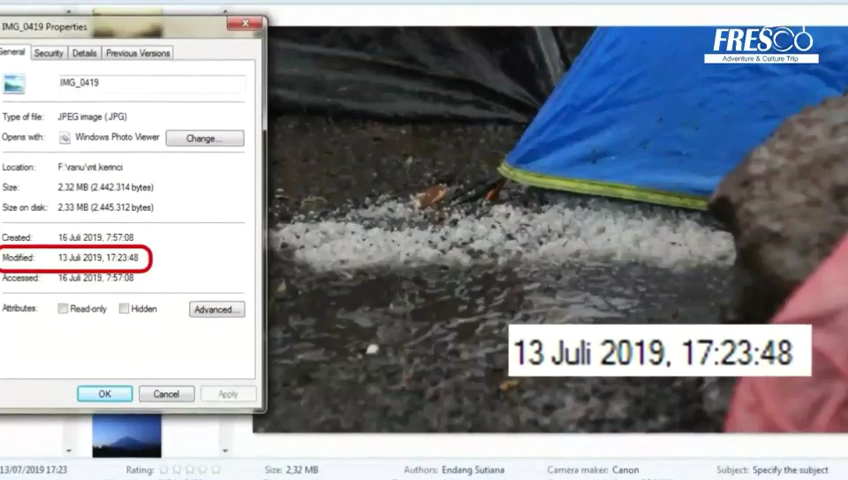 IMG_0419 Properties
General Security Details Previous Versions
IMG_0419
Type of file: JPEG image (.JPG)
Opens with: Windows Photo Viewer Change...
Location: F:\ranu\mt.kerinci
Size: 2,32 MB (2.442.314 bytes)
Size on disk: 2,33 MB (2.445.312 bytes)
Created: 16 Juli 2019, 7:57:08
Modified: 13 Juli 2019, 17:23:48
Accessed: 16 Juli 2019, 7:57:08
Attributes: Read-only Hidden Advanced...
OK Cancel Apply
FRESCO
Adventure & Culture Trip
13 Juli 2019, 17:23:48
13/07/2019 17:23 Rating: Size: 2,32 MB Authors: Endang Sutiana Camera maker: Canon Subject: Specify the subject